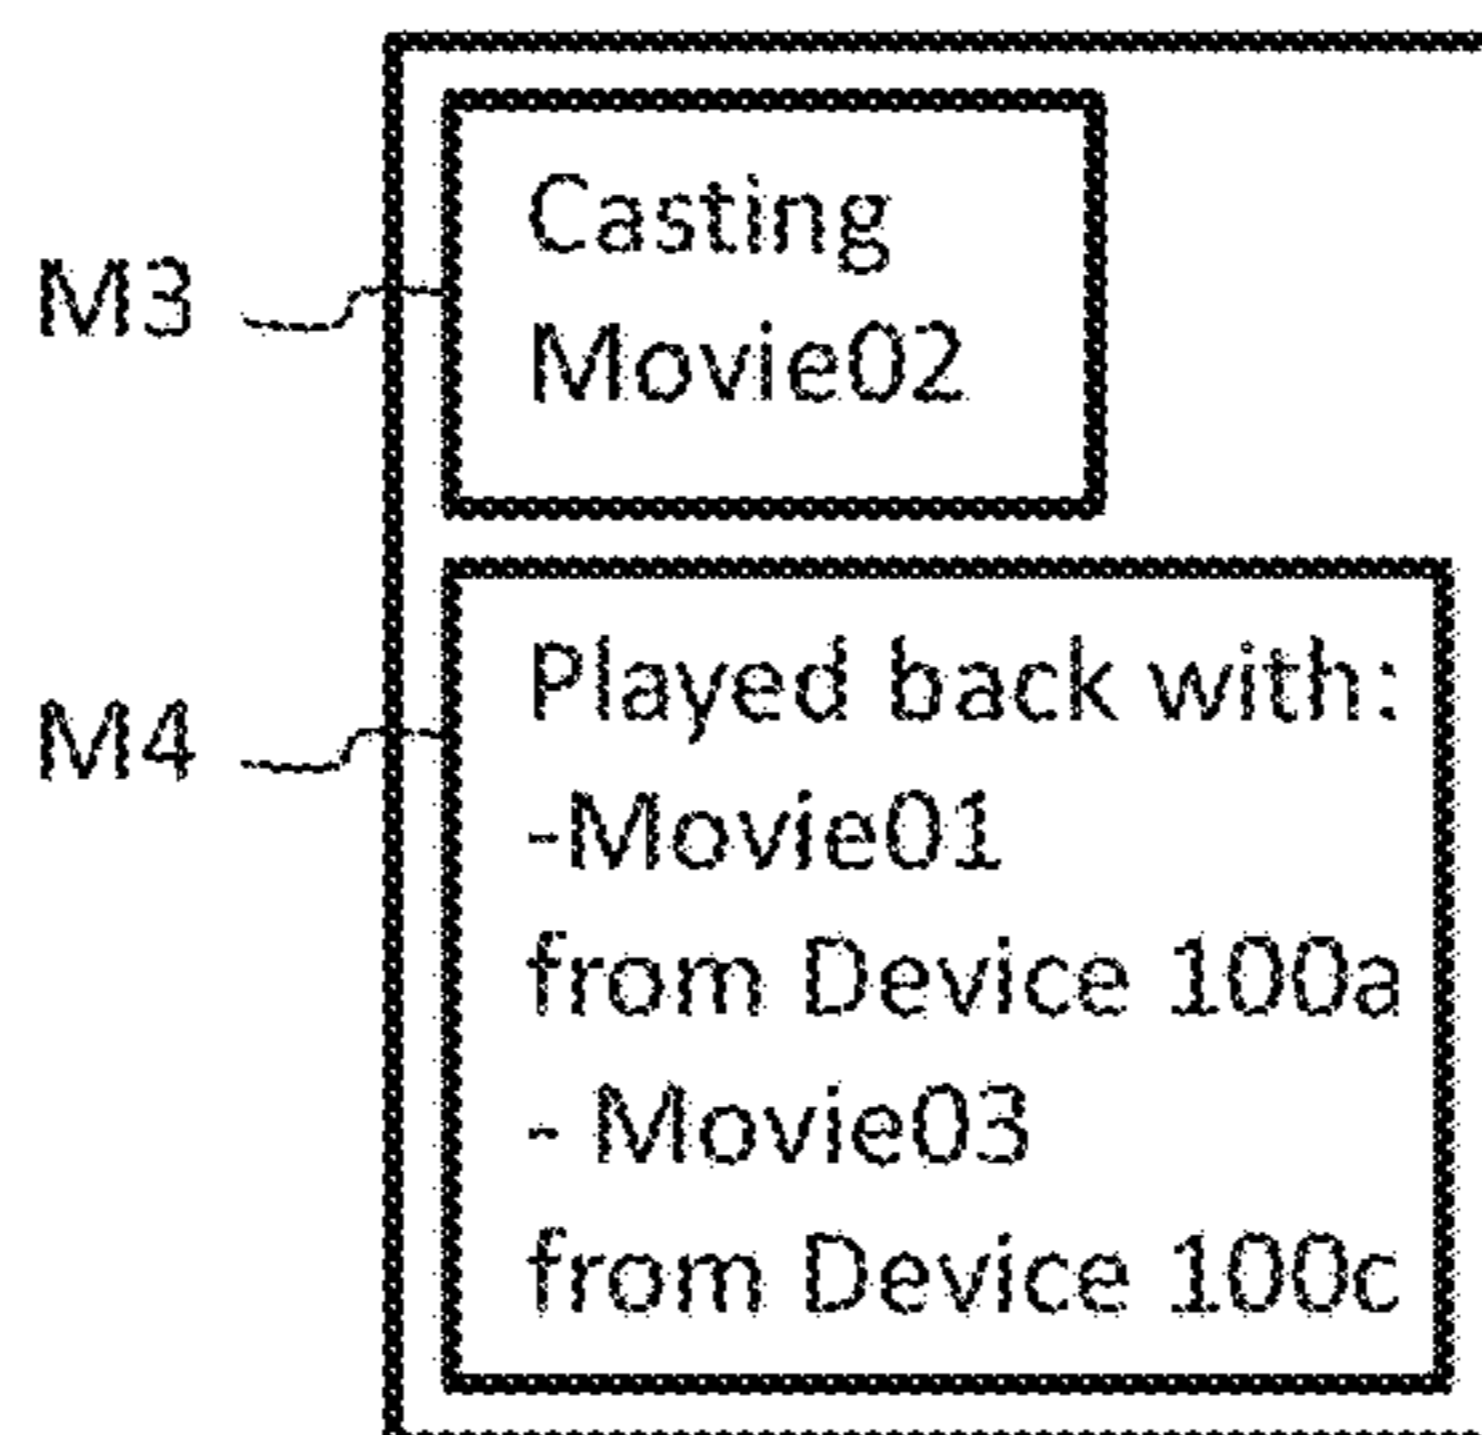 M3
Casting
Movie02
M4
Played back with:
-Movie01
from Device 100a
- Movie03
from Device 100c